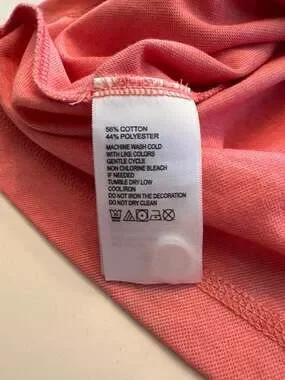 56% COTTON
44% POLYESTER
MACHINE WASH COLD
WITH LIKE COLORS
GENTLE CYCLE
NON CHLORINE BLEACH
IF NEEDED
TUMBLE DRY LOW
COOL IRON
DO NOT IRON THE DECORATION
DO NOT DRY CLEAN